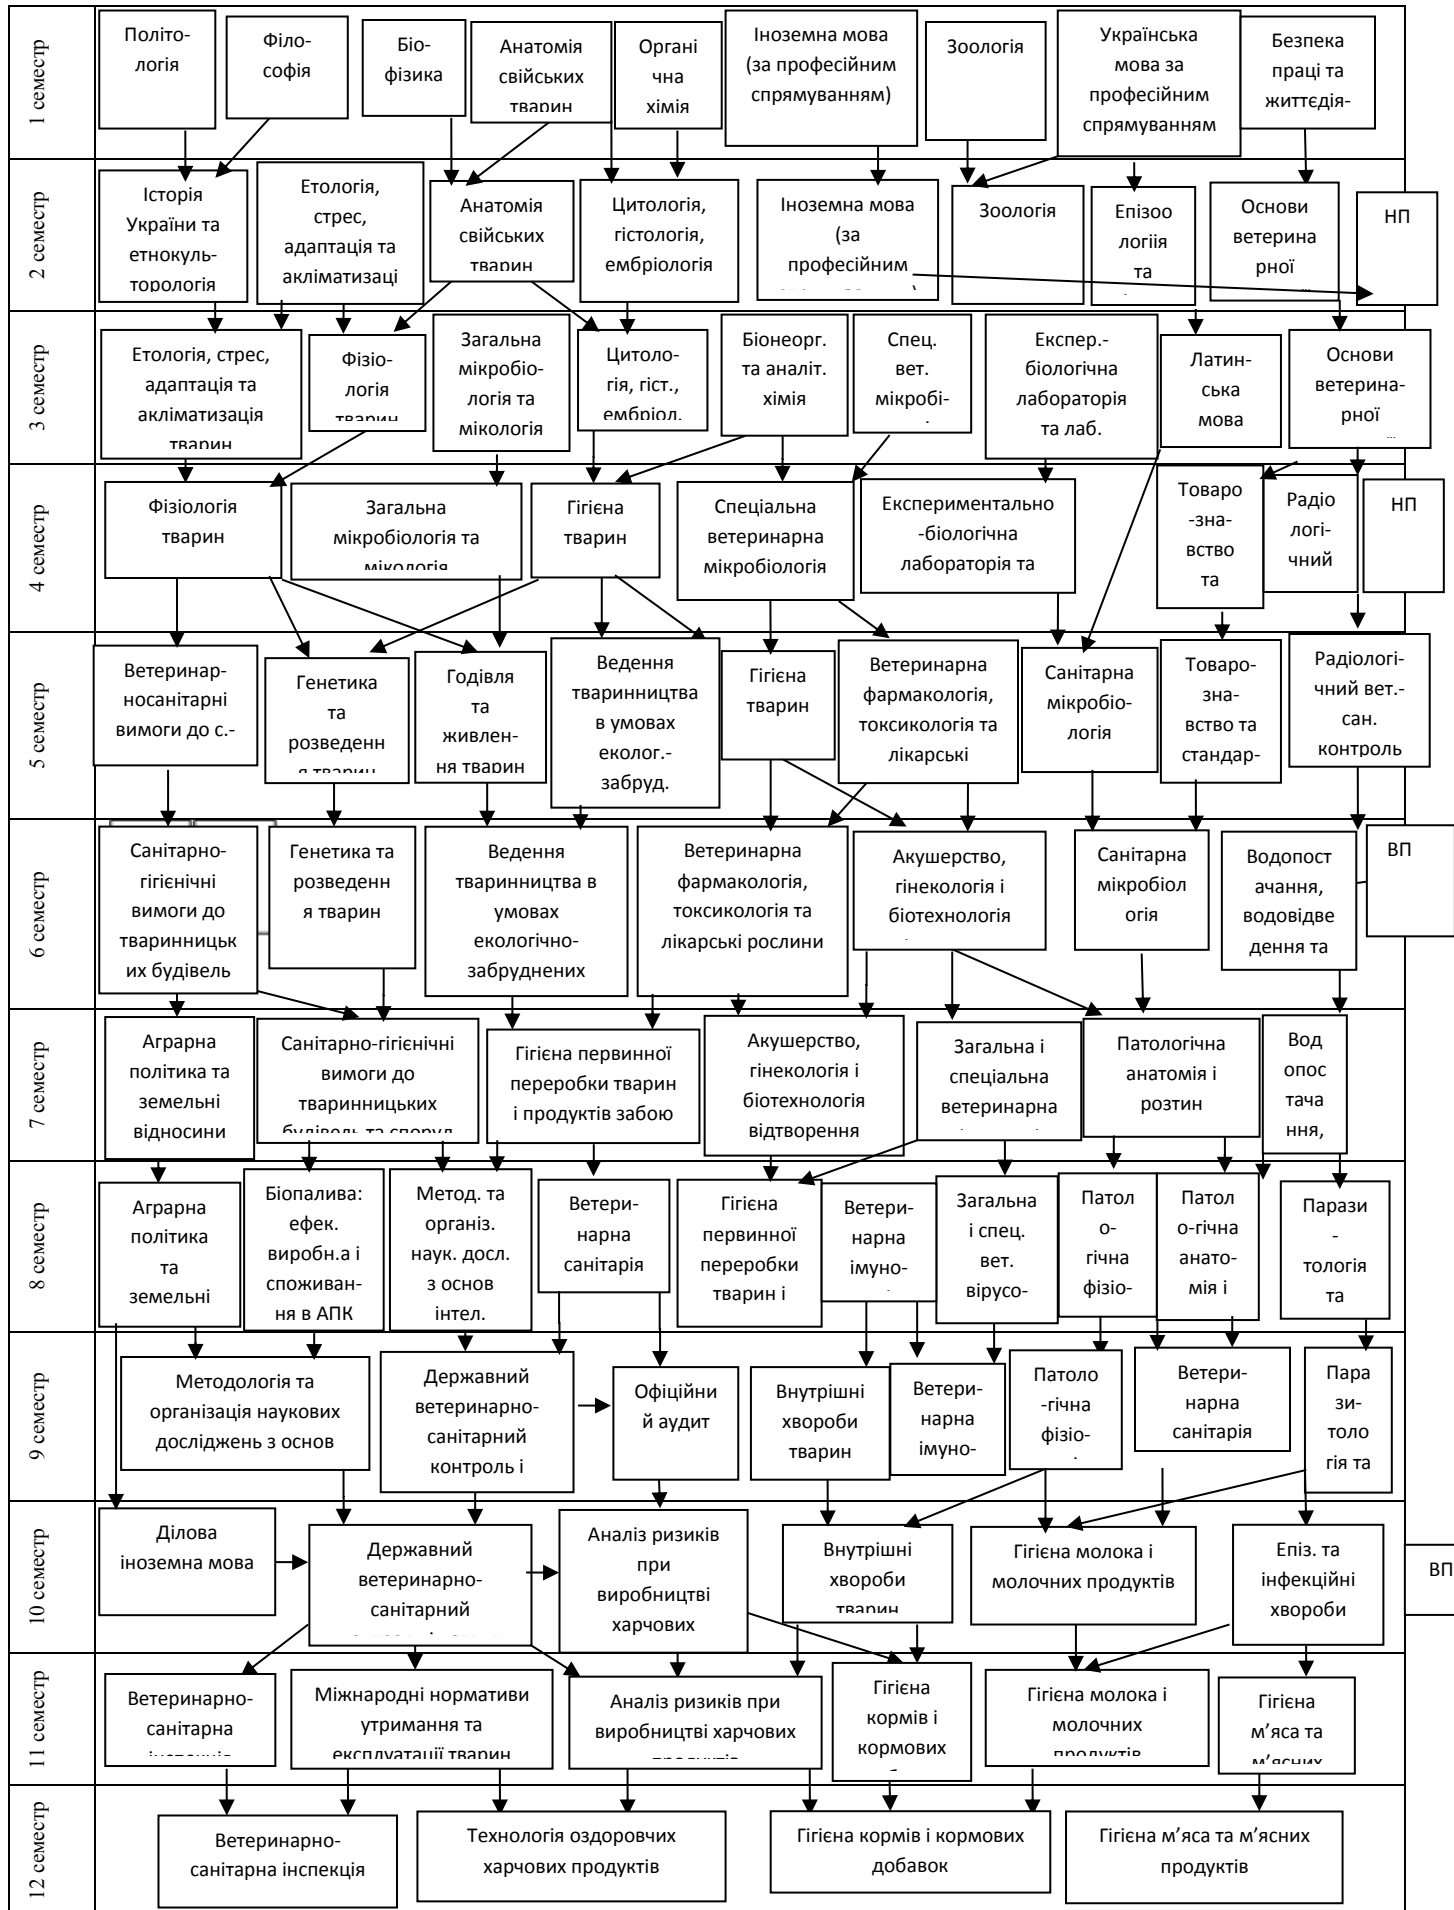 1 семестр
Політо-
логія
Філо-
софія
Біо-
фізика
Анатомія
свійських
тварин
Органі
чна
хімія
Іноземна мова
(за професійним
спрямуванням)
Зоологія
Українська
мова за
професійним
спрямуванням
Безпека
праці та
життєдія-
2 семестр
Історія
України та
етнокуль-
торологія
Етологія,
стрес,
адаптація та
акліматизаці
Анатомія
свійських
тварин
Цитологія,
гістологія,
ембріологія
Іноземна мова
(за
професійним
Зоологія
Епізоо
логіія
та
Основи
ветерина
рної
НП
3 семестр
Етологія, стрес,
адаптація та
акліматизація
тварин
Фізіо-
логія
тварин
Загальна
мікробіо-
логія та
мікологія
Цитоло-
гія, гіст.,
ембріол.
Біонеорг.
та аналіт.
хімія
Спец.
вет.
мікробі-
Експер.-
біологічна
лабораторія
та лаб.
Латин-
ська
мова
Основи
ветерина-
рної
4 семестр
Фізіологія
тварин
Загальна
мікробіологія та
мікологія
Гігієна
тварин
Спеціальна
ветеринарна
мікробіологія
Експериментально
-біологічна
лабораторія та
Товаро
-зна-
вство
та
Радіо
логі-
чний
НП
5 семестр
Ветеринар-
носанітарні
вимоги до с.-
Генетика
та
розведенн
я тварин
Годівля
та
живлен-
ня тварин
Ведення
тваринництва
в умовах
еколог.-
забруд.
Гігієна
тварин
Ветеринарна
фармакологія,
токсикологія та
лікарські
Санітарна
мікробіо-
логія
Товаро-
зна-
вство та
стандар-
Радіологі-
чний вет.-
сан.
контроль
6 семестр
Санітарно-
гігієнічні
вимоги до
тваринницьк
их будівель
Генетика та
розведенн
я тварин
Ведення
тваринництва в
умовах
екологічно-
забруднених
Ветеринарна
фармакологія,
токсикологія та
лікарські рослини
Акушерство,
гінекологія і
біотехнологія
Санітарна
мікробіол
огія
Водопост
ачання,
водовідве
дення та
ВП
7 семестр
Аграрна
політика та
земельні
відносини
Санітарно-гігієнічні
вимоги до
тваринницьких
будівель та споруд
Гігієна первинної
переробки тварин
і продуктів забою
Акушерство,
гінекологія і
біотехнологія
відтворення
Загальна і
спеціальна
ветеринарна
Патологічна
анатомія і
розтин
Вод
опос
тача
ння,
8 семестр
Аграрна
політика
та
земельні
Біопалива:
ефек.
виробн.а і
споживан-
ня в АПК
Метод. та
організ.
наук. досл.
з основ
інтел.
Ветери-
нарна
санітарія
Гігієна
первинної
переробки
тварин і
Ветери-
нарна
імуно-
Загальна
і спец.
вет.
вірусо-
Патол
о-
гічна
фізіо-
Патол
о-гічна
анато-
мія і
Парази
-
тологія
та
9 семестр
Методологія та
організація наукових
досліджень з основ
Державний
ветеринарно-
санітарний
контроль і
Офіційни
й аудит
Внутрішні
хвороби
тварин
Ветери-
нарна
імуно-
Патоло
-гічна
фізіо-
Ветери-
нарна
санітарія
Пара
зи-
толо
гія та
10 семестр
Ділова
іноземна мова
Державний
ветеринарно-
санітарний
Аналіз ризиків
при
виробництві
харчових
Внутрішні
хвороби
тварин
Гігієна молока і
молочних продуктів
Епіз. та
інфекційні
хвороби
ВП
11 семестр
Ветеринарно-
санітарна
інспекція
Міжнародні нормативи
утримання та
експлуатації тварин
Аналіз ризиків при
виробництві харчових
продуктів
Гігієна
кормів і
кормових
Гігієна молока і
молочних
продуктів
Гігієна
м’яса та
м’ясних
12 семестр
Ветеринарно-
санітарна інспекція
Технологія оздоровчих
харчових продуктів
Гігієна кормів і кормових
добавок
Гігієна м’яса та м’ясних
продуктів